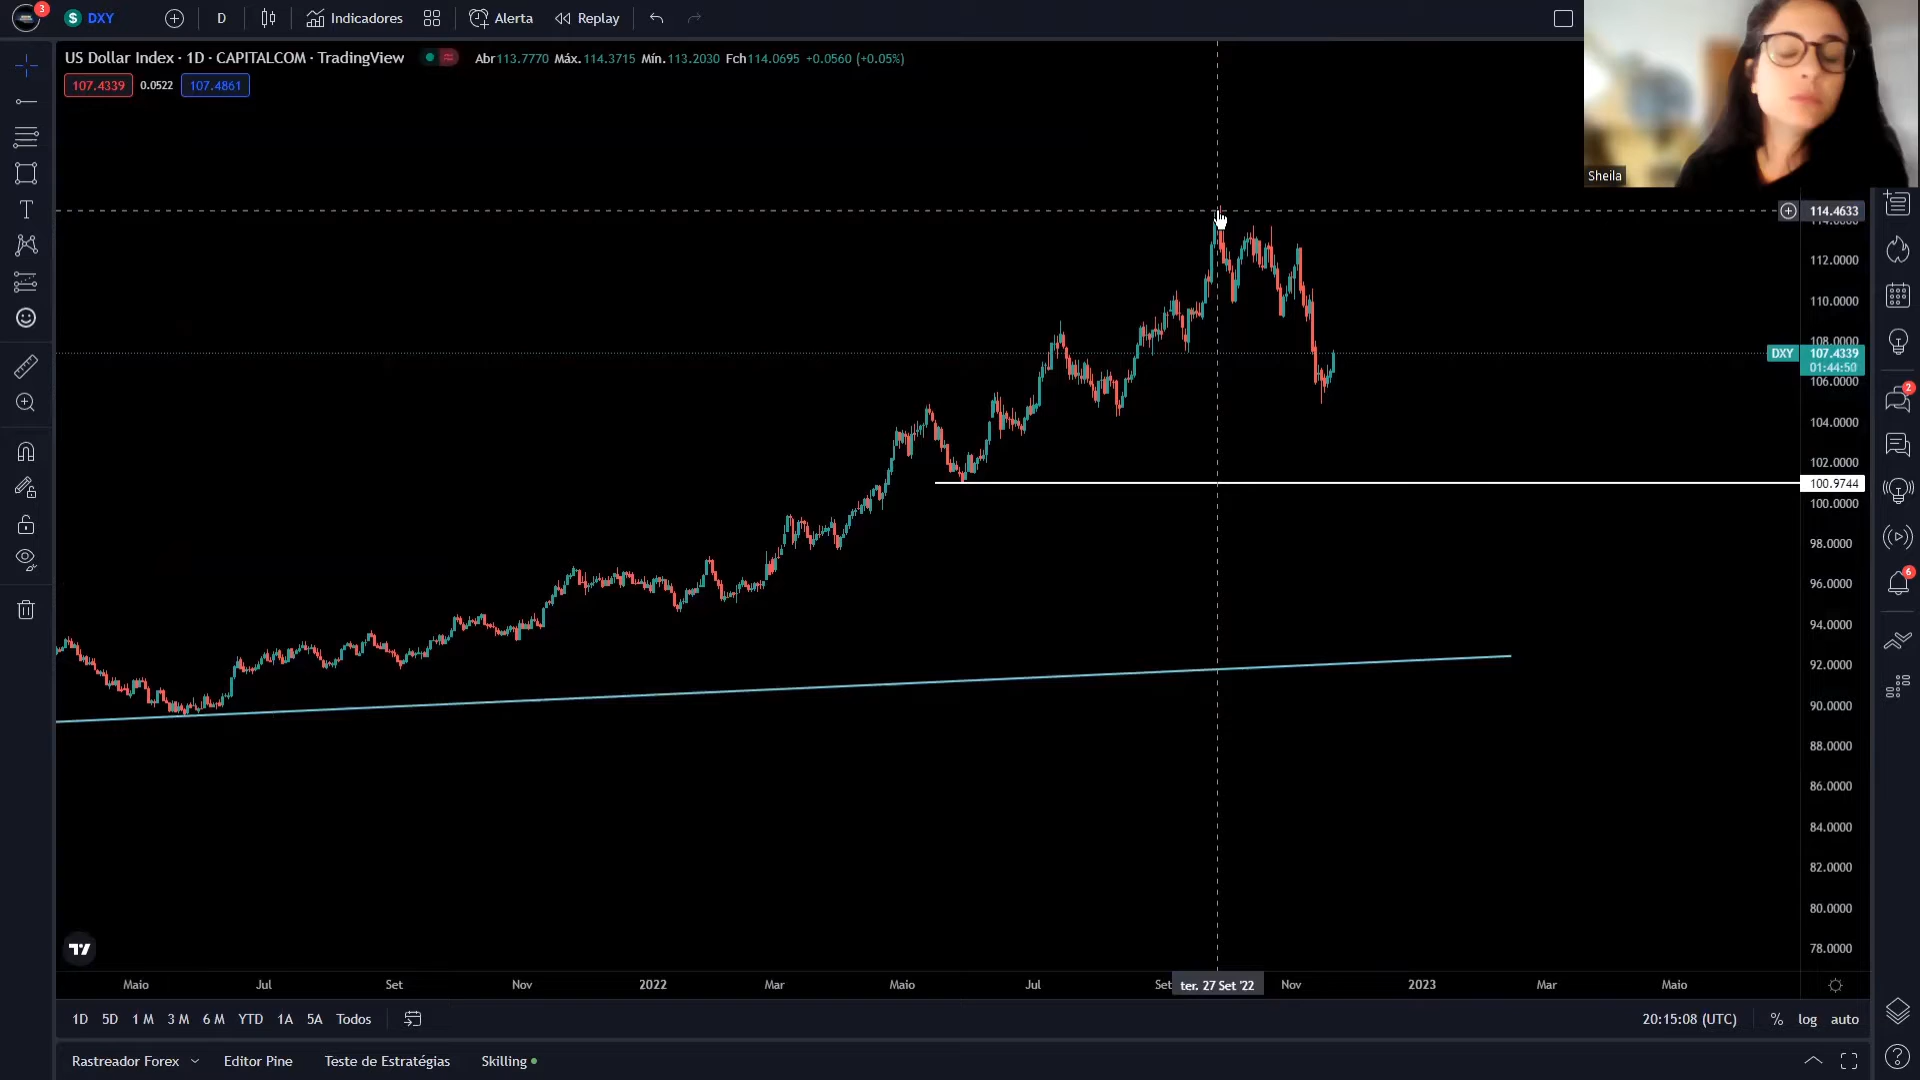 3
DXY
D
Indicadores
Alerta
Replay
US Dollar Index · 1D · CAPITALCOM · TradingView
Abr113.7770 Máx.114.3715 Mín.113.2030 Fch114.0695 +0.0560 (+0.05%)
107.4339 0.0522 107.4861
Sheila
114.4633
112.0000
110.0000
108.0000
DXY 107.4339
01:44:50
106.0000
104.0000
102.0000
100.9744
100.0000
98.0000
96.0000
94.0000
92.0000
90.0000
88.0000
86.0000
84.0000
82.0000
80.0000
78.0000
2
6
Maio Jul Set Nov 2022 Mar Maio Jul Set ter. 27 Set '22 Nov 2023 Mar Maio
1D 5D 1 M 3 M 6 M YTD 1A 5A Todos
20:15:08 (UTC) % log auto
Rastreador Forex Editor Pine Teste de Estratégias Skilling